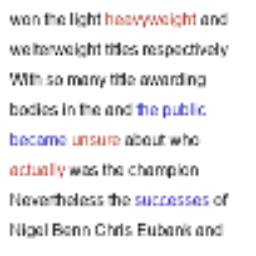 won the light heavyweight and
welterweight titles respectively
With so many title awarding
bodies in the and the public
became unsure about who
actually was the champion
Nevertheless the successes of
Nigel Benn Chris Eubank and